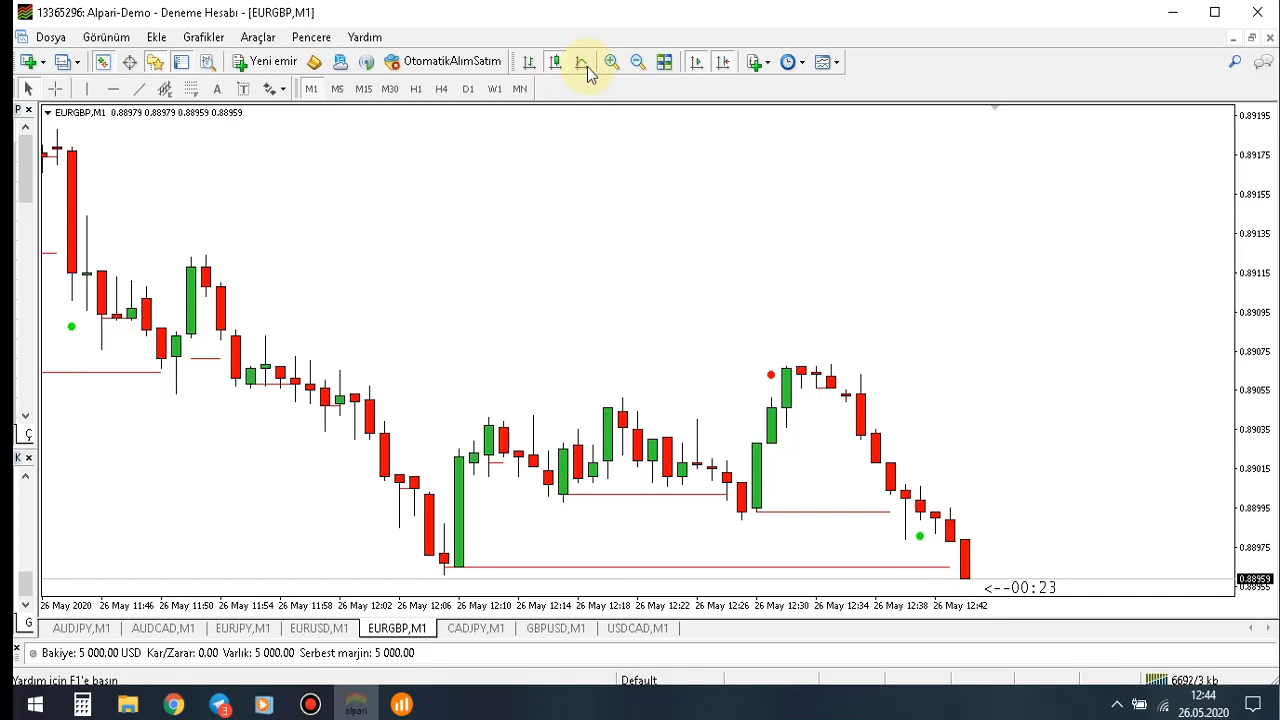 13365296: Alpari-Demo - Deneme Hesabı - [EURGBP,M1]
Dosya Görünüm Ekle Grafikler Araçlar Pencere Yardım
Yeni emir OtomatikAlımSatım
A T M1 M5 M15 M30 H1 H4 D1 W1 MN
P
EURGBP,M1 0.88979 0.88979 0.88959 0.88959
0.89195
0.89175
0.89155
0.89135
0.89115
0.89095
0.89075
0.89055
0.89035
0.89015
0.88995
0.88975
0.88959
0.88955
Ç
K
G
<--00:23
26 May 2020 26 May 11:46 26 May 11:50 26 May 11:54 26 May 11:58 26 May 12:02 26 May 12:06 26 May 12:10 26 May 12:14 26 May 12:18 26 May 12:22 26 May 12:26 26 May 12:30 26 May 12:34 26 May 12:38 26 May 12:42
AUDJPY,M1 AUDCAD,M1 EURJPY,M1 EURUSD,M1 EURGBP,M1 CADJPY,M1 GBPUSD,M1 USDCAD,M1
Bakiye: 5 000.00 USD Kar/Zarar: 0.00 Varlık: 5 000.00 Serbest marjin: 5 000.00
Yardım için F1'e basın Default 6692/3 kb
3 alpari 12:44
26.05.2020